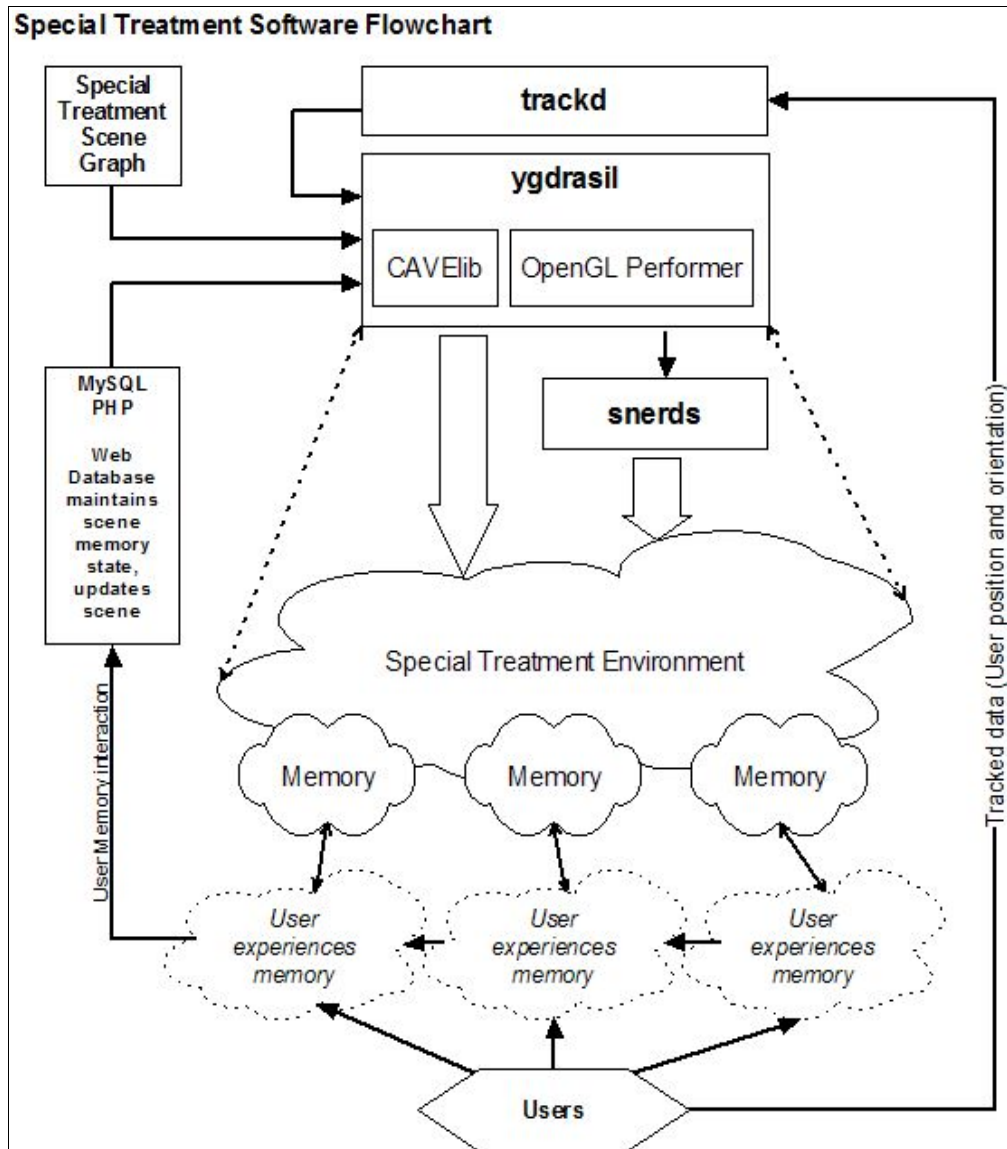 Special Treatment Software Flowchart
Special
Treatment
Scene
Graph
trackd
ygdrasil
CAVElib
OpenGL Performer
snerds
MySQL
PHP
Web
Database
maintains
scene
memory
state,
updates
scene
Special Treatment Environment
Memory
Memory
Memory
User
experiences
memory
User
experiences
memory
User
experiences
memory
Users
User Memory interaction
Tracked data (User position and orientation)